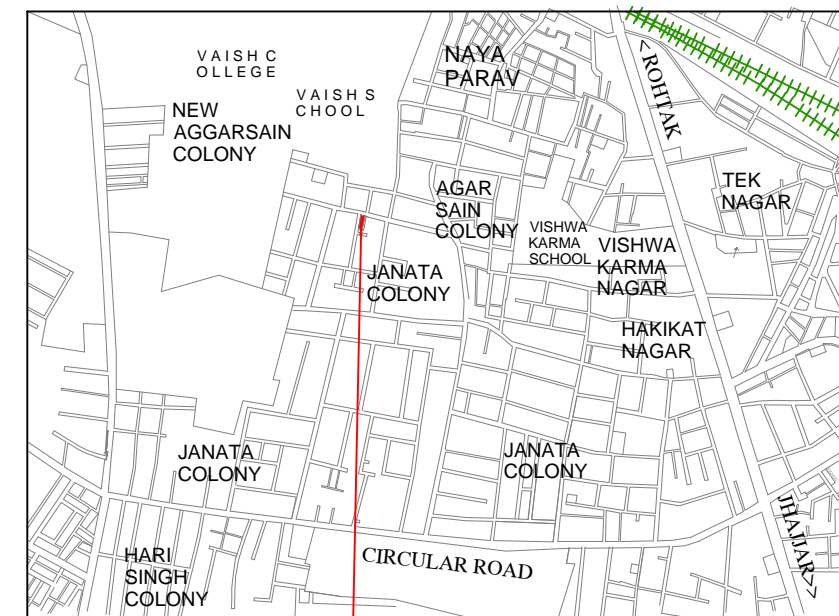 VAISH C
OLLEGE
VAISH S
CHOOL
NAYA
PARAV
<ROHTAK
NEW
AGGARSAIN
COLONY
AGAR
SAIN
COLONY
TEK
NAGAR
VISHWA
KARMA
SCHOOL
VISHWA
KARMA
NAGAR
JANATA
COLONY
HAKIKAT
NAGAR
JANATA
COLONY
JANATA
COLONY
JHAJJAR>>
HARI
SINGH
COLONY
CIRCULAR ROAD